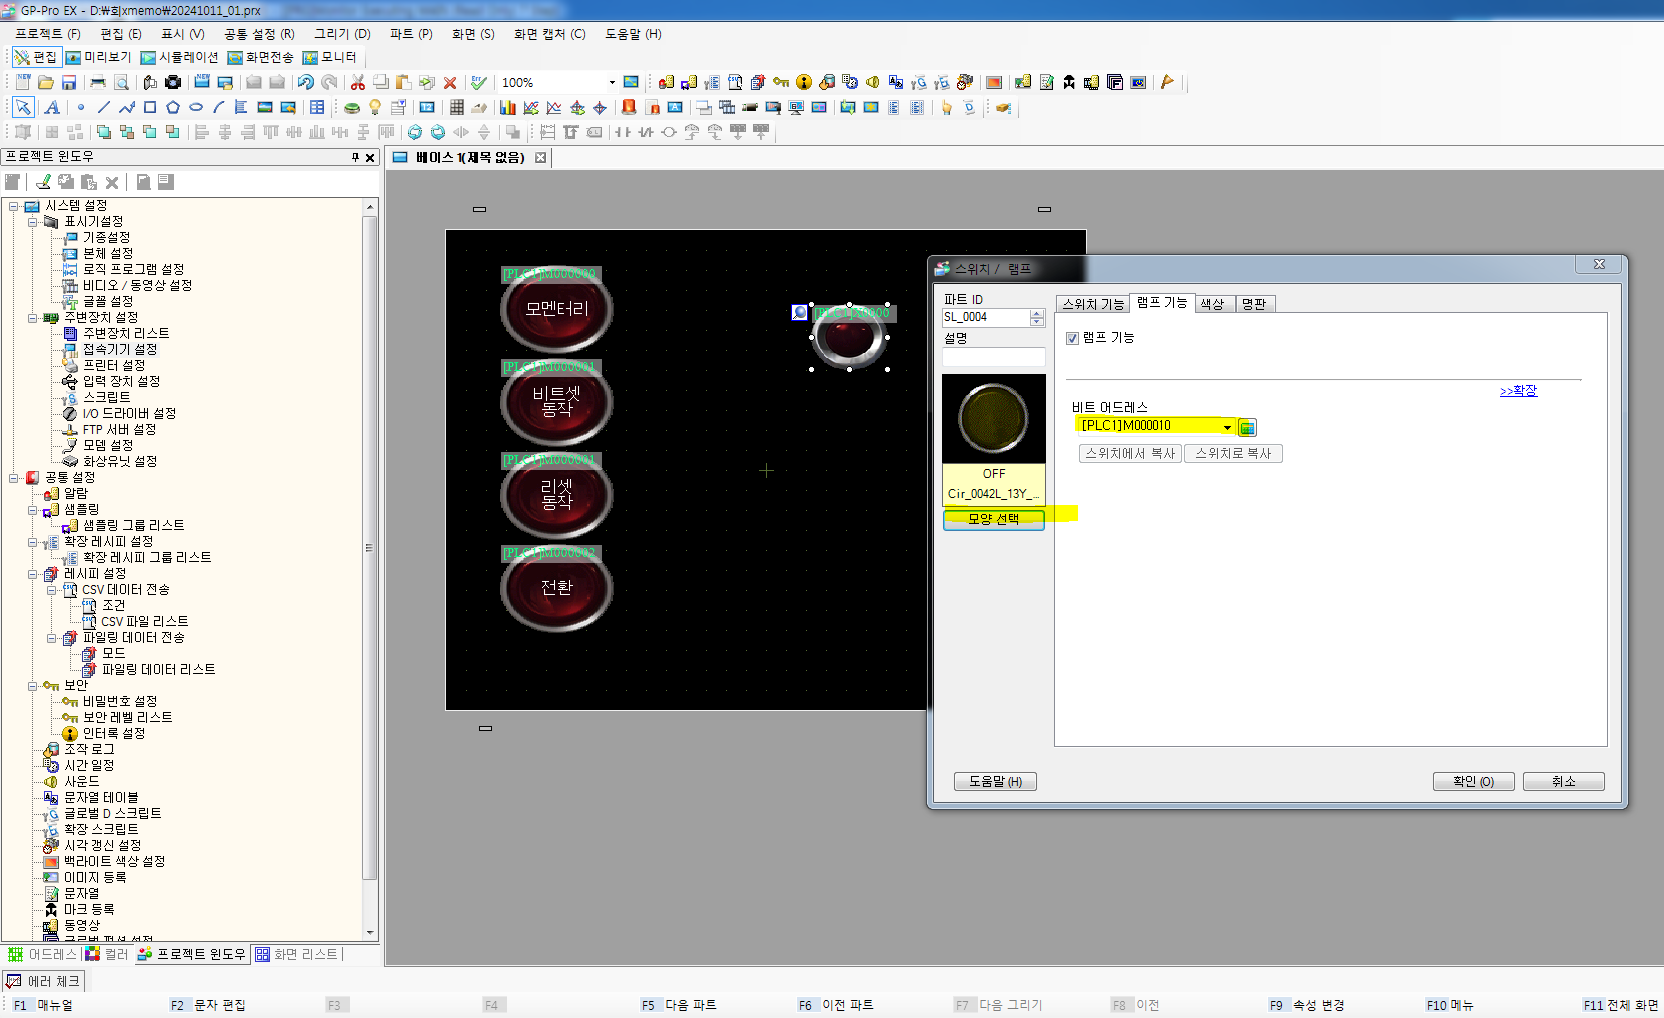 GP-Pro EX - D:₩회xmemo₩20241011_01.prx
프로젝트 (F) 편집 (E) 표시 (V) 공통 설정 (R) 그리기 (D) 파트 (P) 화면 (S) 화면 캡처 (C) 도움말 (H)
편집 미리보기 시뮬레이션 화면전송 모니터
100%
프로젝트 윈도우
베이스 1(제목 없음)
시스템 설정
표시기설정
기종설정
본체 설정
로직 프로그램 설정
비디오 / 동영상 설정
글꼴 설정
주변장치 설정
주변장치 리스트
접속기기 설정
프린터 설정
입력 장치 설정
스크립트
I/O 드라이버 설정
FTP 서버 설정
모뎀 설정
화상유닛 설정
공통 설정
알람
샘플링
샘플링 그룹 리스트
확장 레시피 설정
확장 레시피 그룹 리스트
레시피 설정
CSV 데이터 전송
조건
CSV 파일 리스트
파일링 데이터 전송
모드
파일링 데이터 리스트
보안
비밀번호 설정
보안 레벨 리스트
인터록 설정
조작 로그
시간 일정
사운드
문자열 테이블
글로벌 D 스크립트
확장 스크립트
시각 갱신 설정
백라이트 색상 설정
이미지 등록
문자열
마크 등록
동영상
어드레스 컬러 프로젝트 윈도우 화면 리스트
[PLC1]M000000
모멘터리
[PLC1]M000001
비트셋
동작
[PLC1]M000001
리셋
동작
[PLC1]M000002
전환
[PLC1]X0000
스위치 / 램프
파트 ID
SL_0004
설명
OFF
Cir_0042L_13Y_...
모양 선택
스위치 기능 램프 기능 색상 명판
램프 기능
>>확장
비트 어드레스
[PLC1]M000010
스위치에서 복사 스위치로 복사
도움말 (H) 확인 (O) 취소
에러 체크
F1 매뉴얼 F2 문자 편집 F3 F4 F5 다음 파트 F6 이전 파트 F7 다음 그리기 F8 이전 F9 속성 변경 F10 메뉴 F11 전체 화면